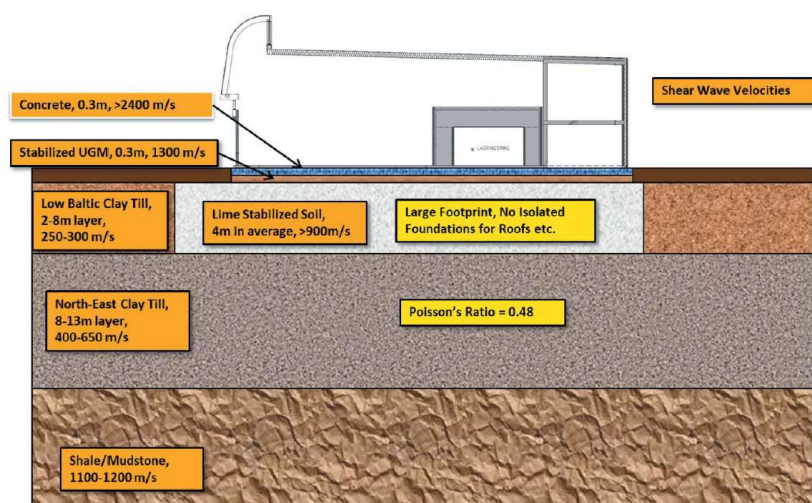 Shear Wave Velocities
Concrete, 0.3m, >2400 m/s
Stabilized UGM, 0.3m, 1300 m/s
LAGRINGSRING
Low Baltic Clay Till,
2-8m layer,
250-300 m/s
Lime Stabilized Soil,
4m in average, >900m/s
Large Footprint, No Isolated
Foundations for Roofs etc.
North-East Clay Till,
8-13m layer,
400-650 m/s
Poisson's Ratio = 0.48
Shale/Mudstone,
1100-1200 m/s